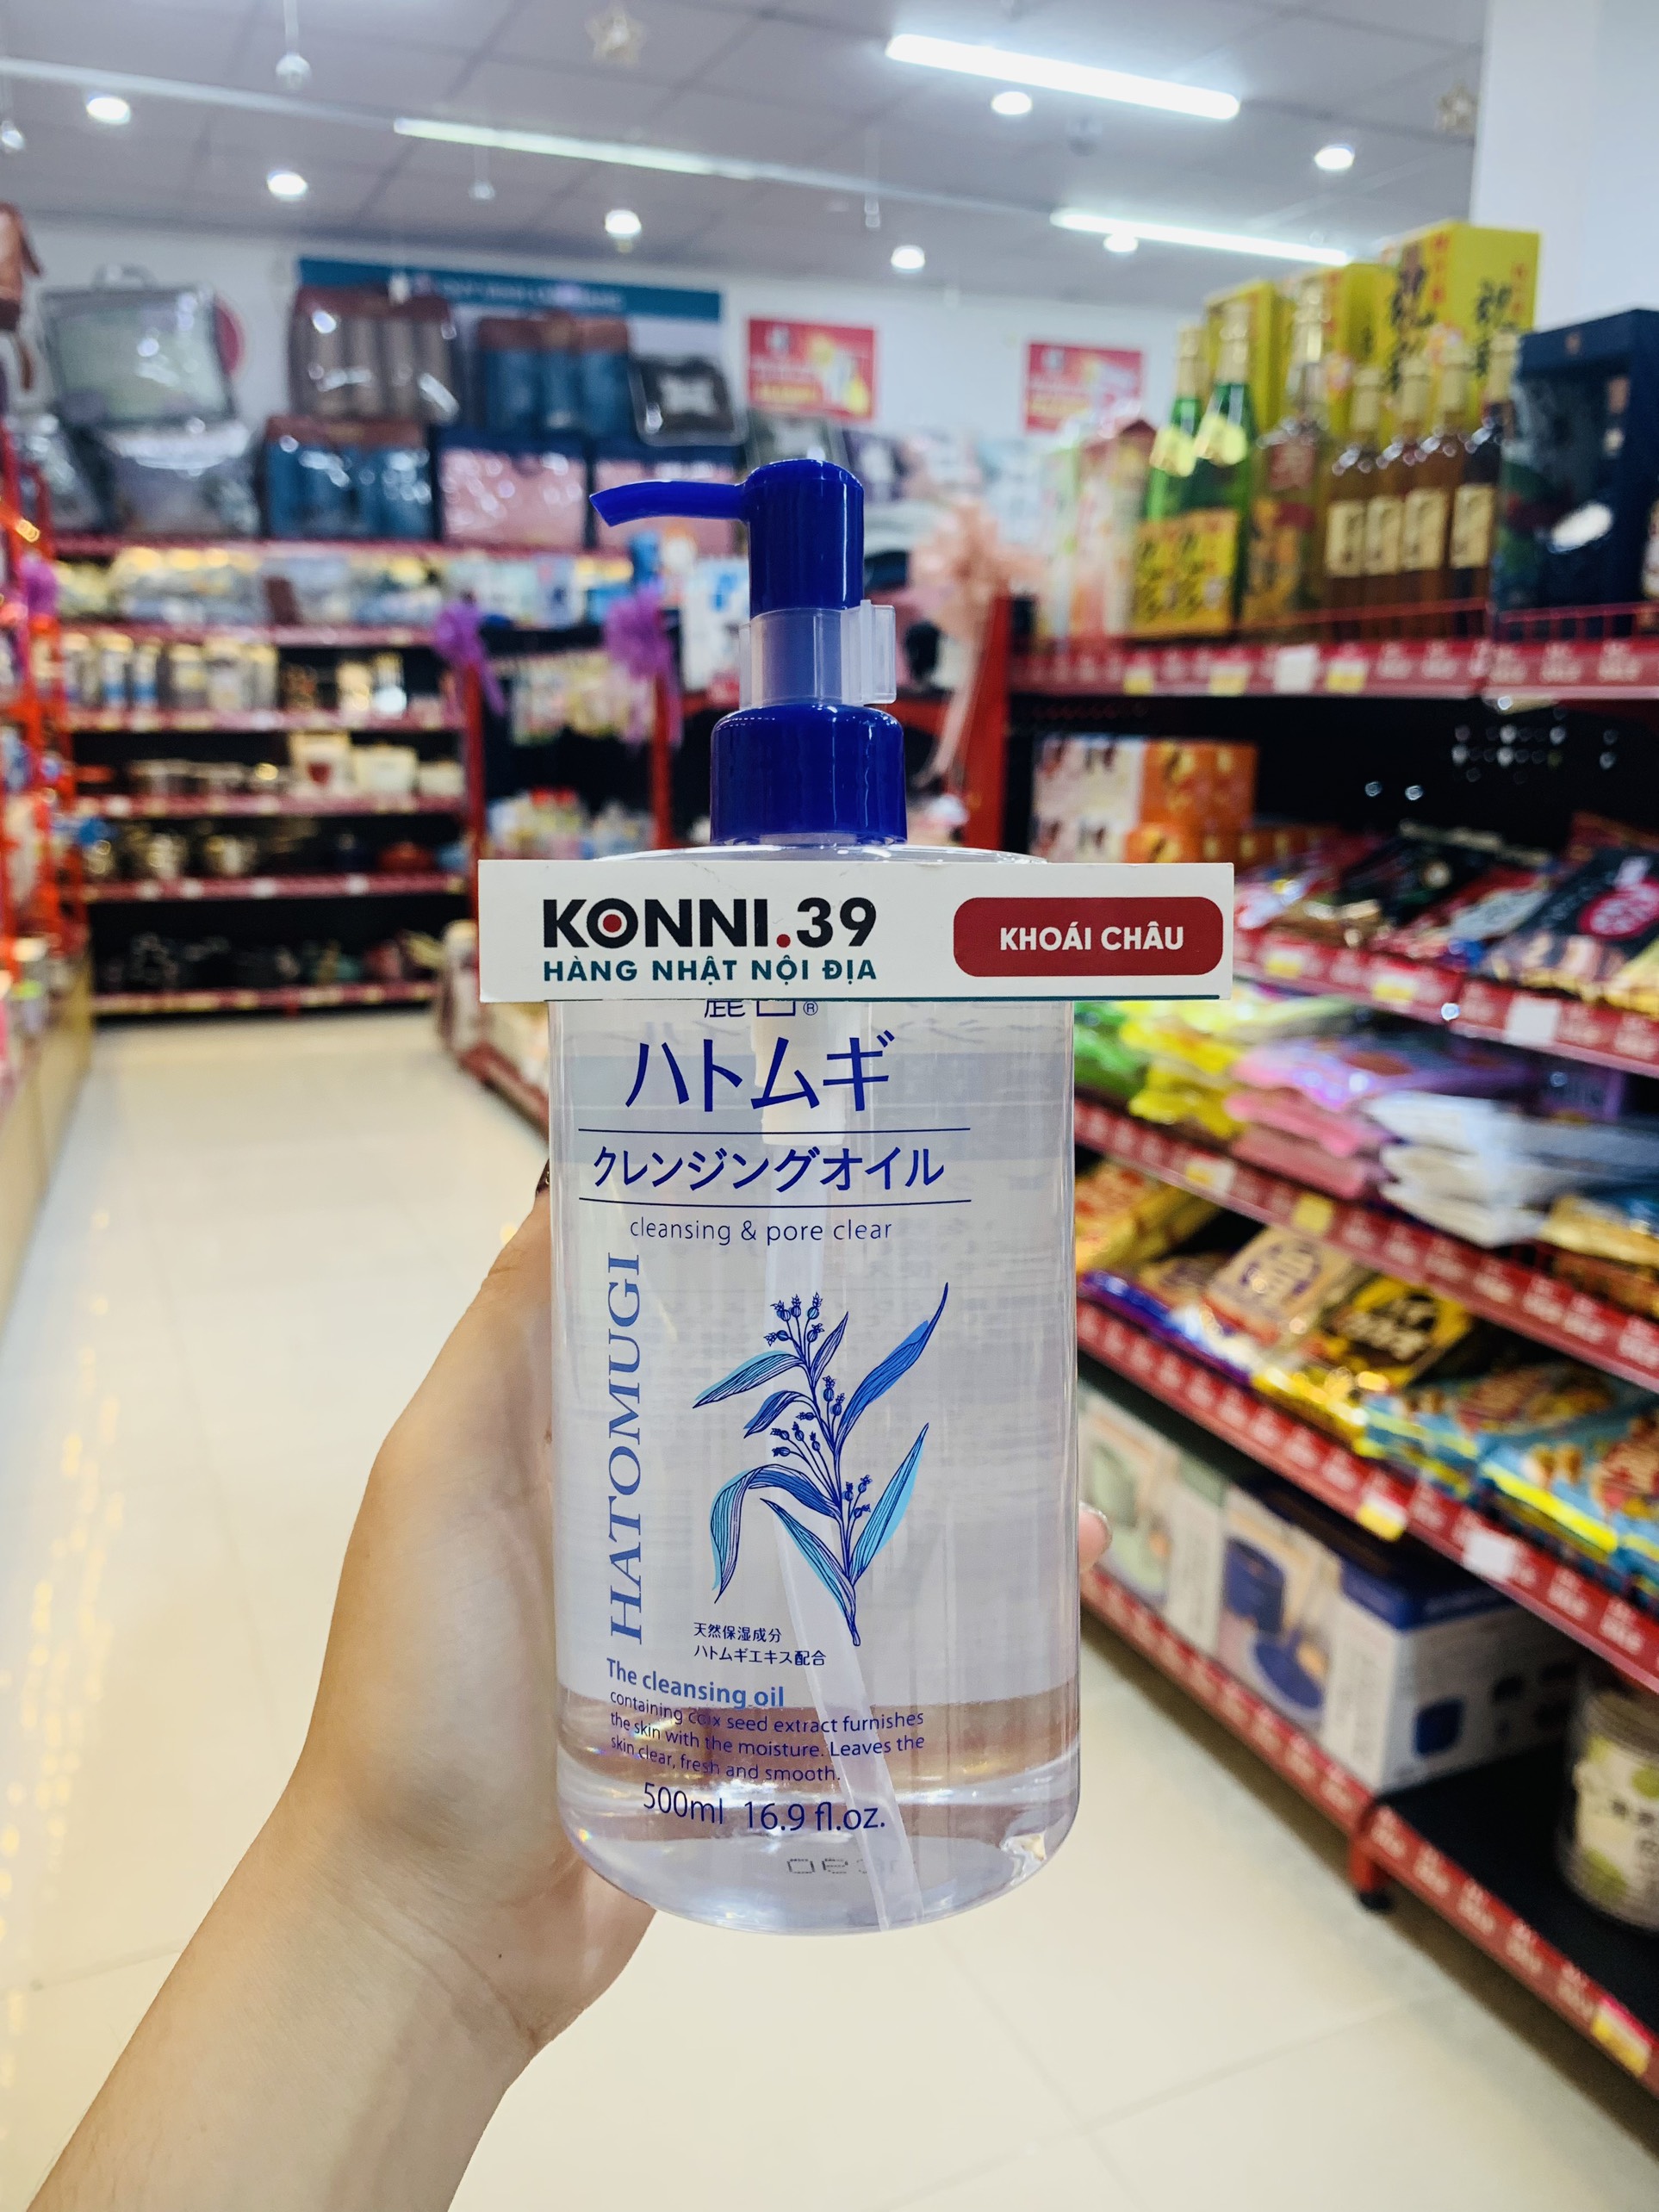 KONNI.39
HÀNG NHẬT NỘI ĐỊA
KHOÁI CHÂU
ハトムギ
クレンジングオイル
cleansing & pore clear
HATOMUGI
天然保湿成分
ハトムギエキス配合
The cleansing oil
containing coix seed extract furnishes
the skin with the moisture. Leaves the
skin clear, fresh and smooth.
500ml 16.9 fl.oz.